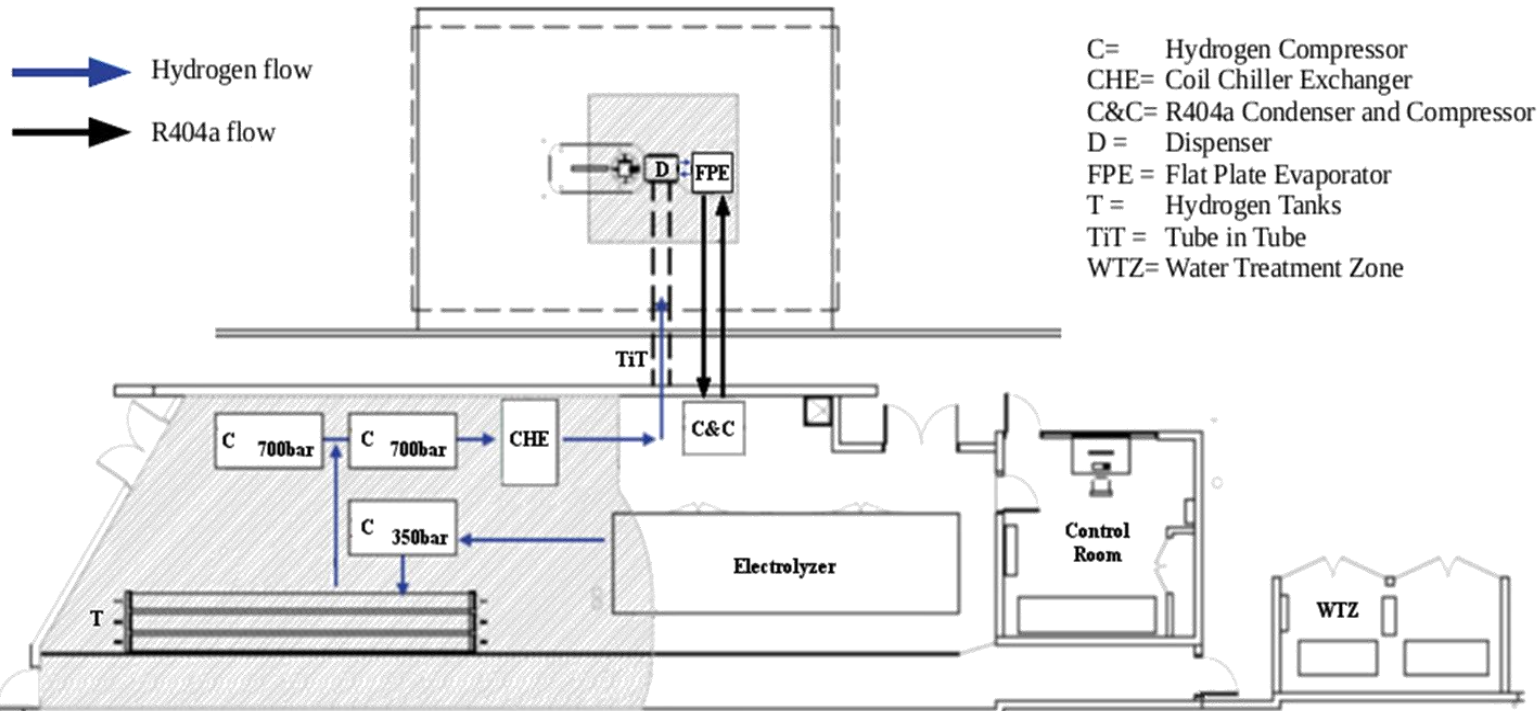 Hydrogen flow
R404a flow
C= Hydrogen Compressor
CHE= Coil Chiller Exchanger
C&C= R404a Condenser and Compressor
D = Dispenser
FPE = Flat Plate Evaporator
T = Hydrogen Tanks
TiT = Tube in Tube
WTZ= Water Treatment Zone
D
FPE
TiT
C 700bar
C 700bar
CHE
C&C
C 350bar
Electrolyzer
Control
Room
T
WTZ